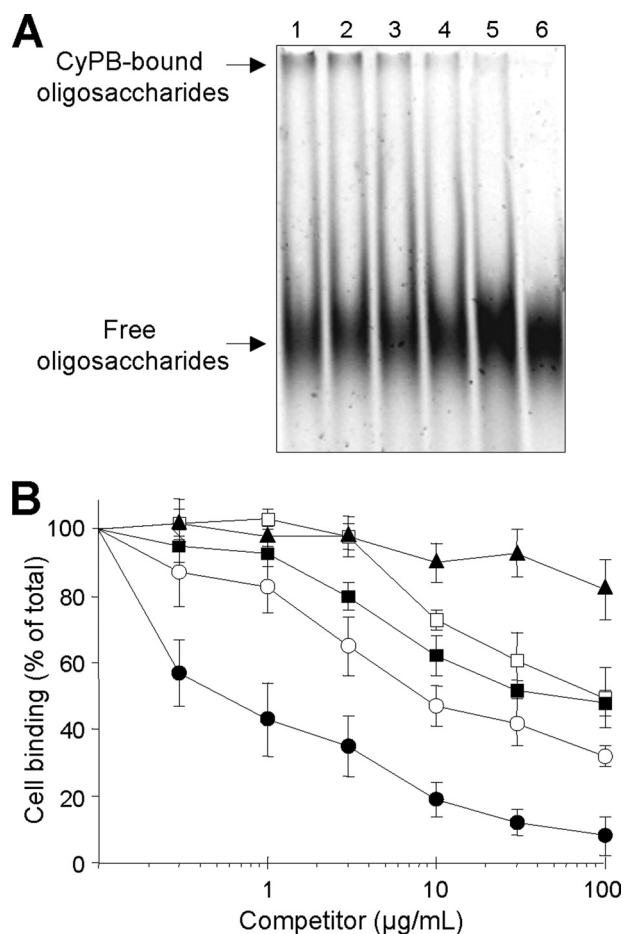 A
1 2 3 4 5 6
CyPB-bound
oligosaccharides
Free
oligosaccharides
B
100
80
60
40
20
0
Cell binding (% of total)
1 10 100
Competitor (µg/mL)